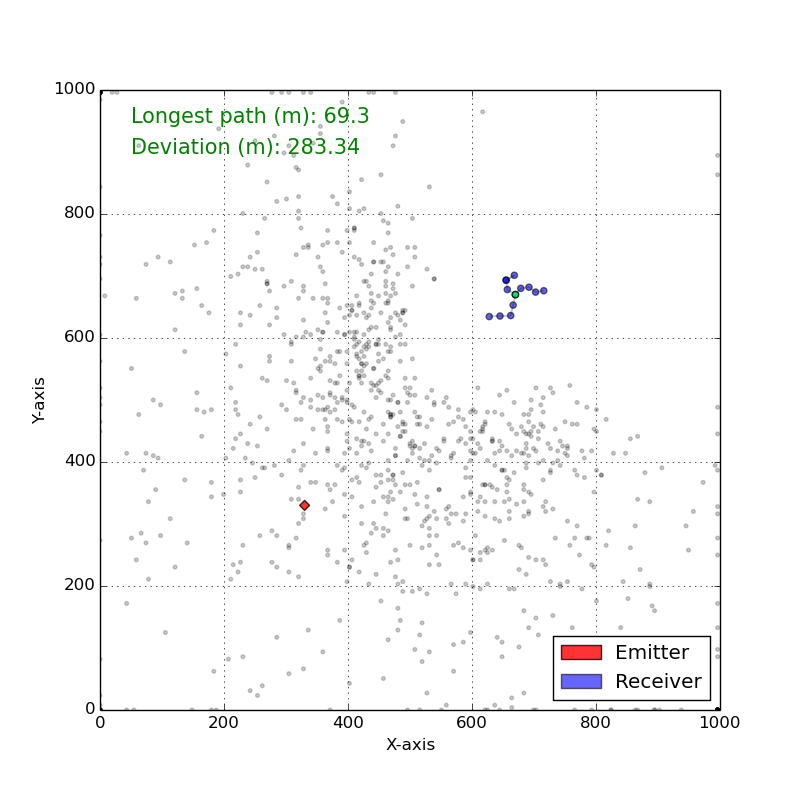 Longest path (m): 69.3
Deviation (m): 283.34
1000
800
600
400
200
0
Y-axis
0 200 400 600 800 1000
X-axis
Emitter
Receiver